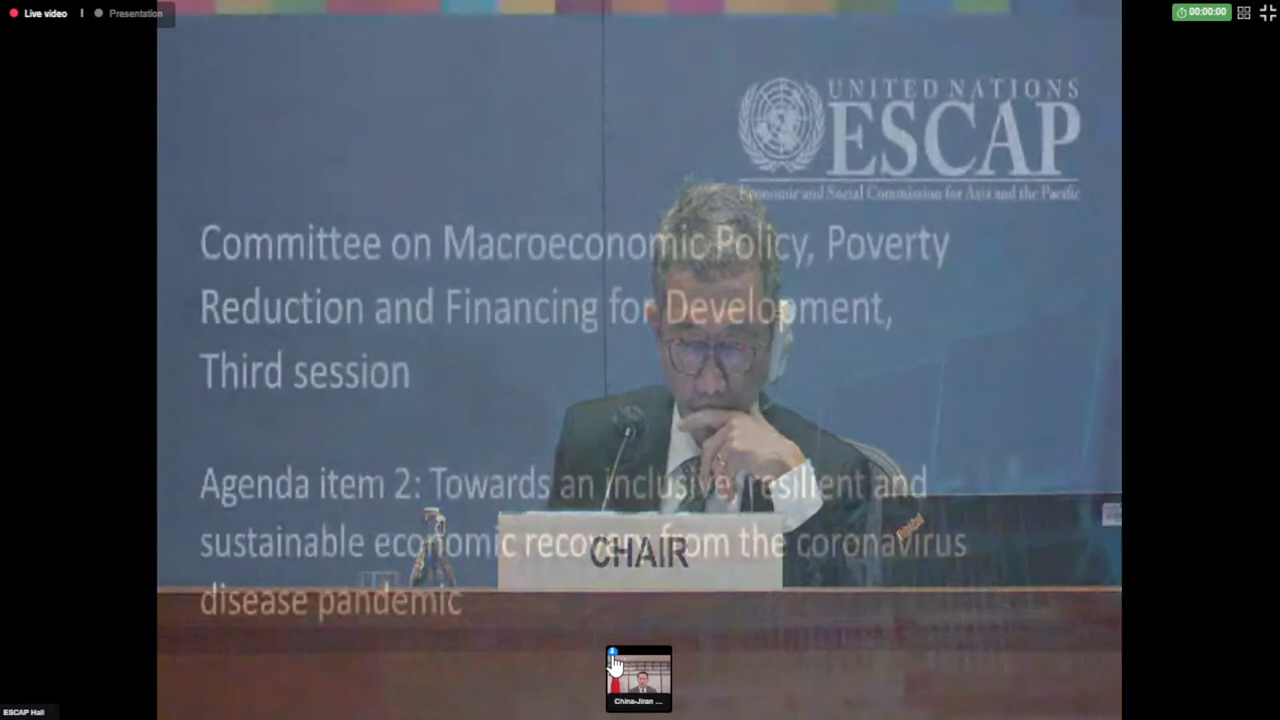 Live video
Presentation
00:00:00
UNITED NATIONS
ESCAP
Economic and Social Commission for Asia and the Pacific
Committee on Macroeconomic Policy, Poverty
Reduction and Financing for Development,
Third session
Agenda item 2: Towards an inclusive, resilient and
sustainable economic recovery from the coronavirus
disease pandemic
CHAIR
China-Jiran ...
ESCAP Hall